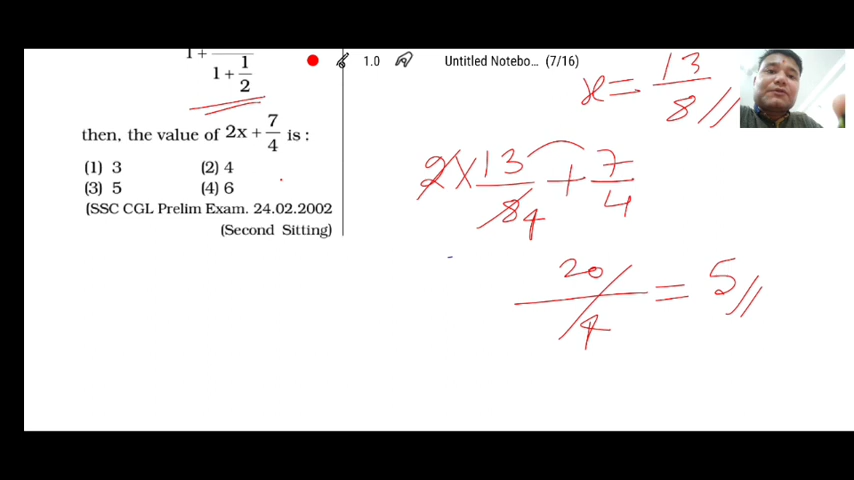 1+
1
1+—
2
1.0 Untitled Notebo... (7/16)
x = 13/8 //
then, the value of 2x + 7/4 is :
(1) 3 (2) 4
(3) 5 (4) 6
(SSC CGL Prelim Exam. 24.02.2002
(Second Sitting)
2 × 13/8 4 + 7/4
20/4 = 5 //